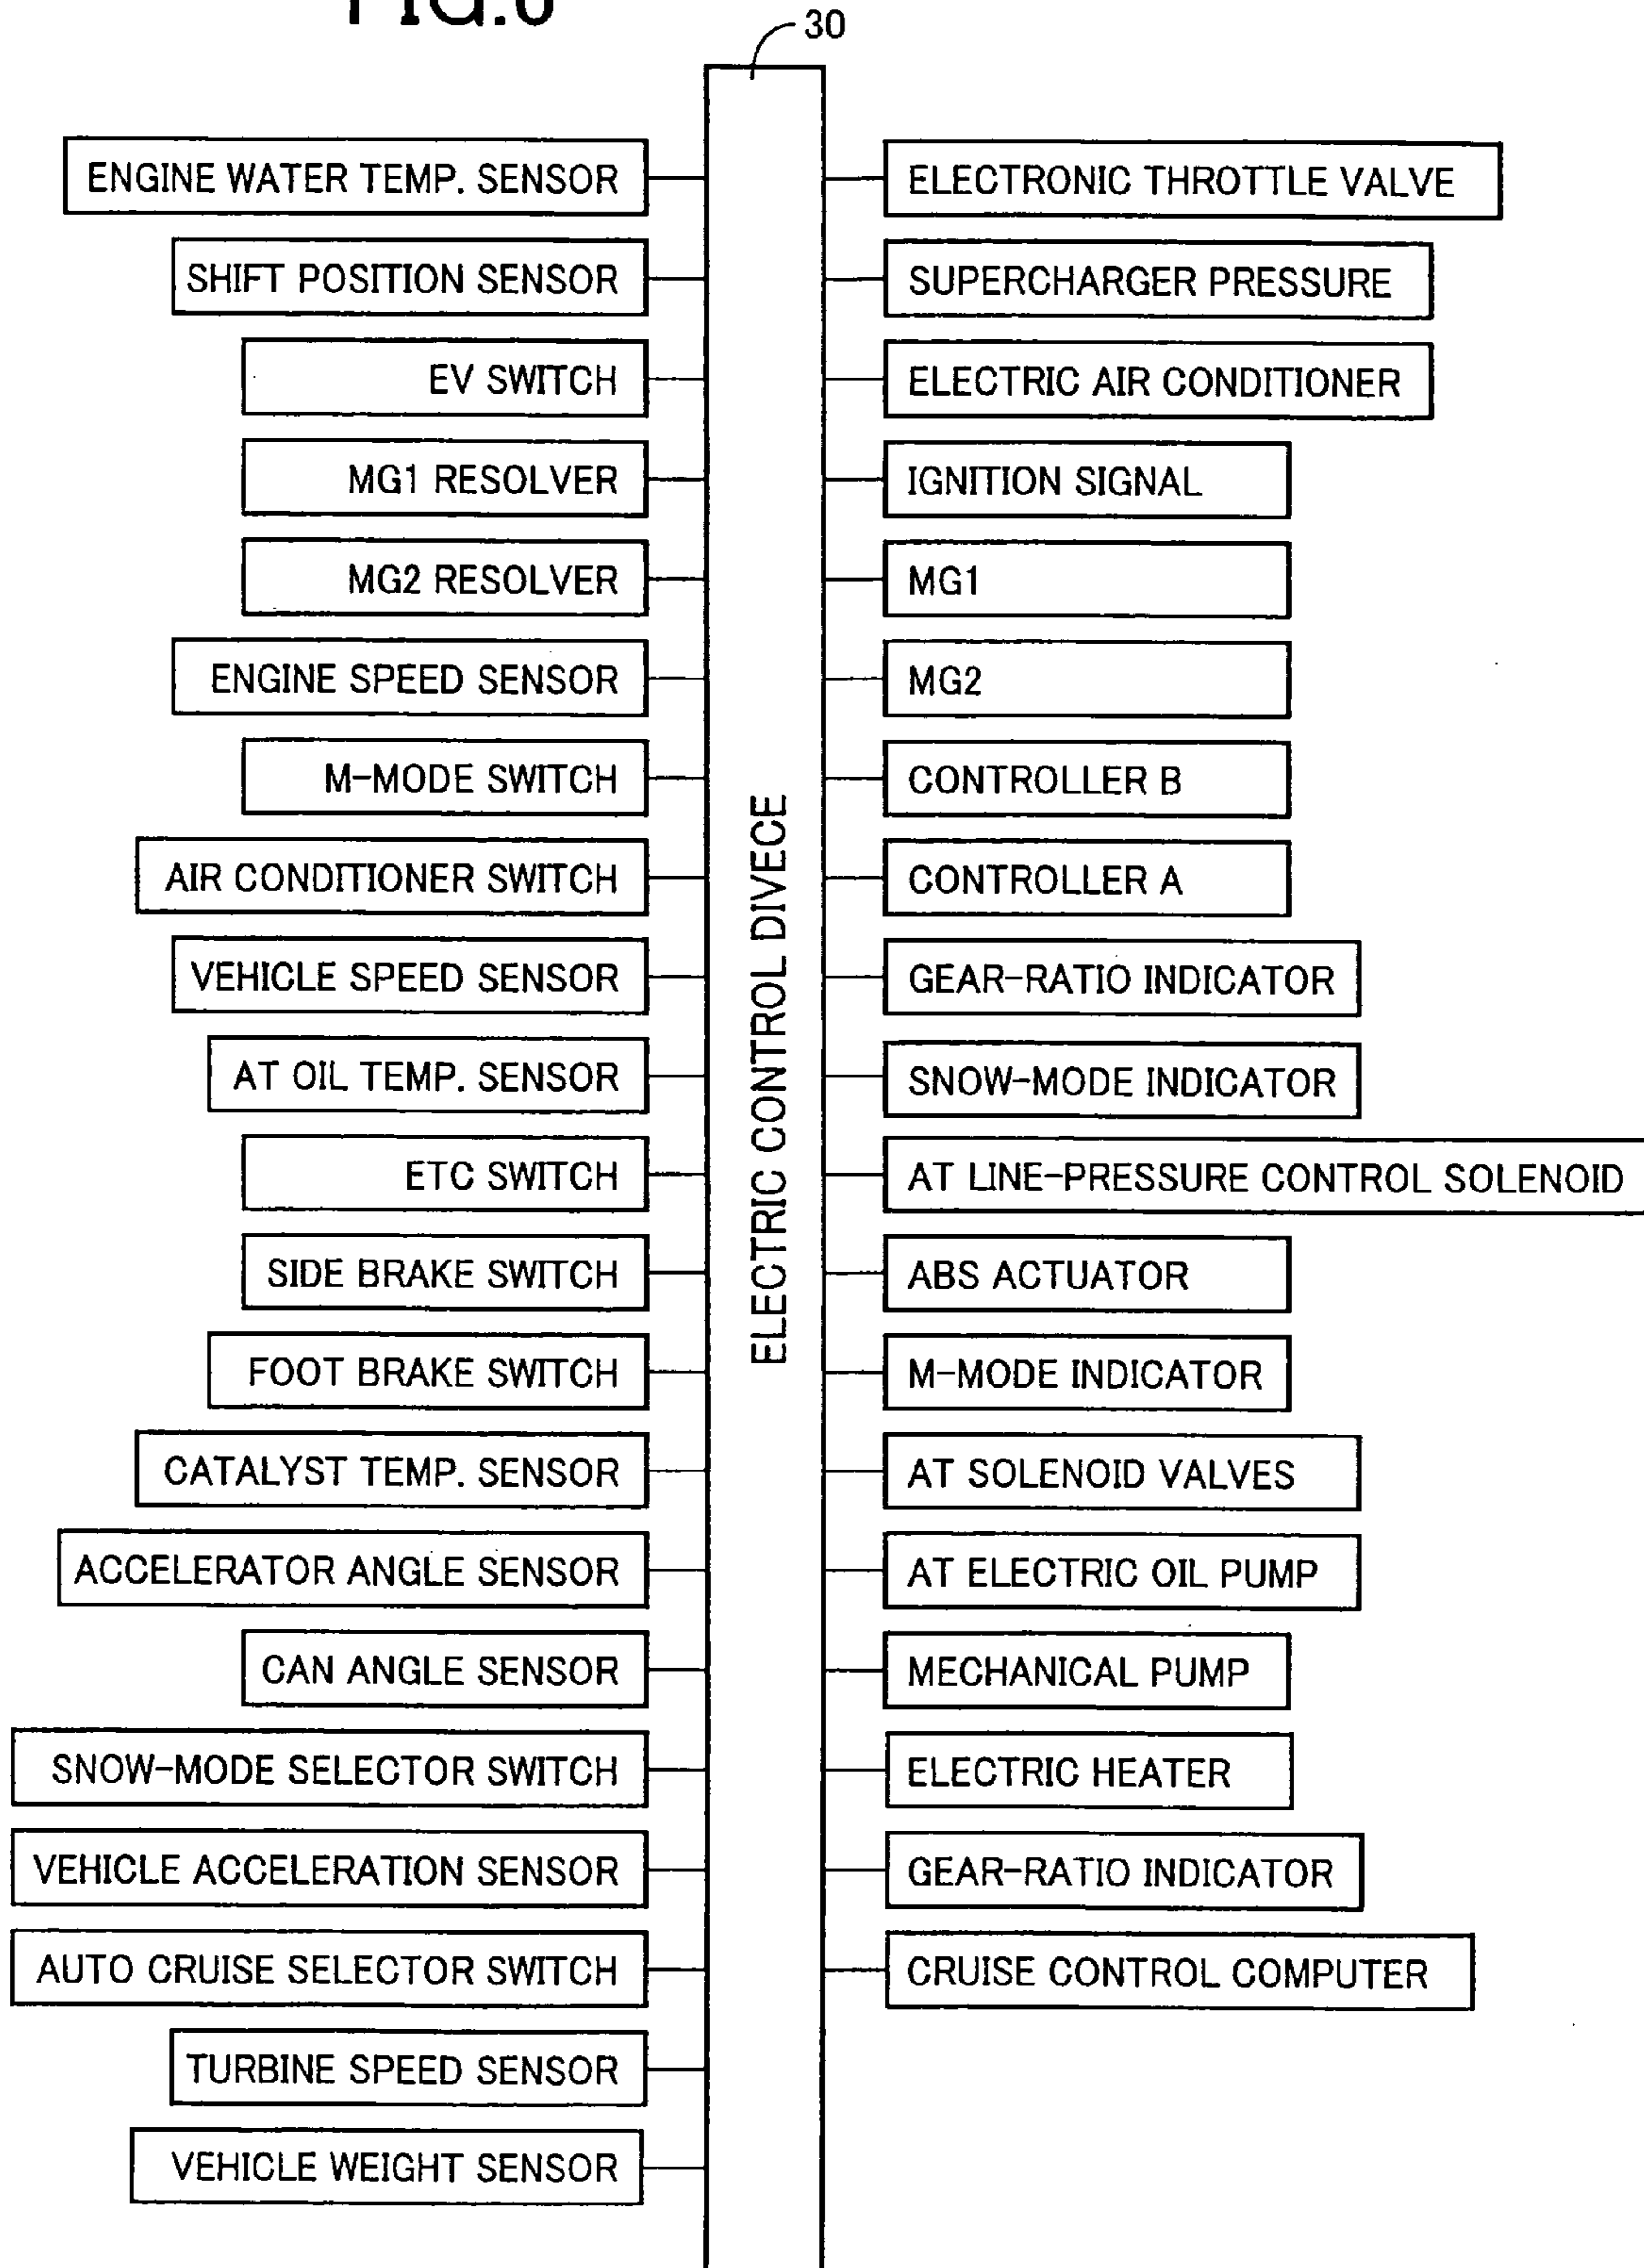 30
ENGINE WATER TEMP. SENSOR
SHIFT POSITION SENSOR
EV SWITCH
MG1 RESOLVER
MG2 RESOLVER
ENGINE SPEED SENSOR
M-MODE SWITCH
AIR CONDITIONER SWITCH
VEHICLE SPEED SENSOR
AT OIL TEMP. SENSOR
ETC SWITCH
SIDE BRAKE SWITCH
FOOT BRAKE SWITCH
CATALYST TEMP. SENSOR
ACCELERATOR ANGLE SENSOR
CAN ANGLE SENSOR
SNOW-MODE SELECTOR SWITCH
VEHICLE ACCELERATION SENSOR
AUTO CRUISE SELECTOR SWITCH
TURBINE SPEED SENSOR
VEHICLE WEIGHT SENSOR
ELECTRIC CONTROL DIVECE
ELECTRONIC THROTTLE VALVE
SUPERCHARGER PRESSURE
ELECTRIC AIR CONDITIONER
IGNITION SIGNAL
MG1
MG2
CONTROLLER B
CONTROLLER A
GEAR-RATIO INDICATOR
SNOW-MODE INDICATOR
AT LINE-PRESSURE CONTROL SOLENOID
ABS ACTUATOR
M-MODE INDICATOR
AT SOLENOID VALVES
AT ELECTRIC OIL PUMP
MECHANICAL PUMP
ELECTRIC HEATER
GEAR-RATIO INDICATOR
CRUISE CONTROL COMPUTER